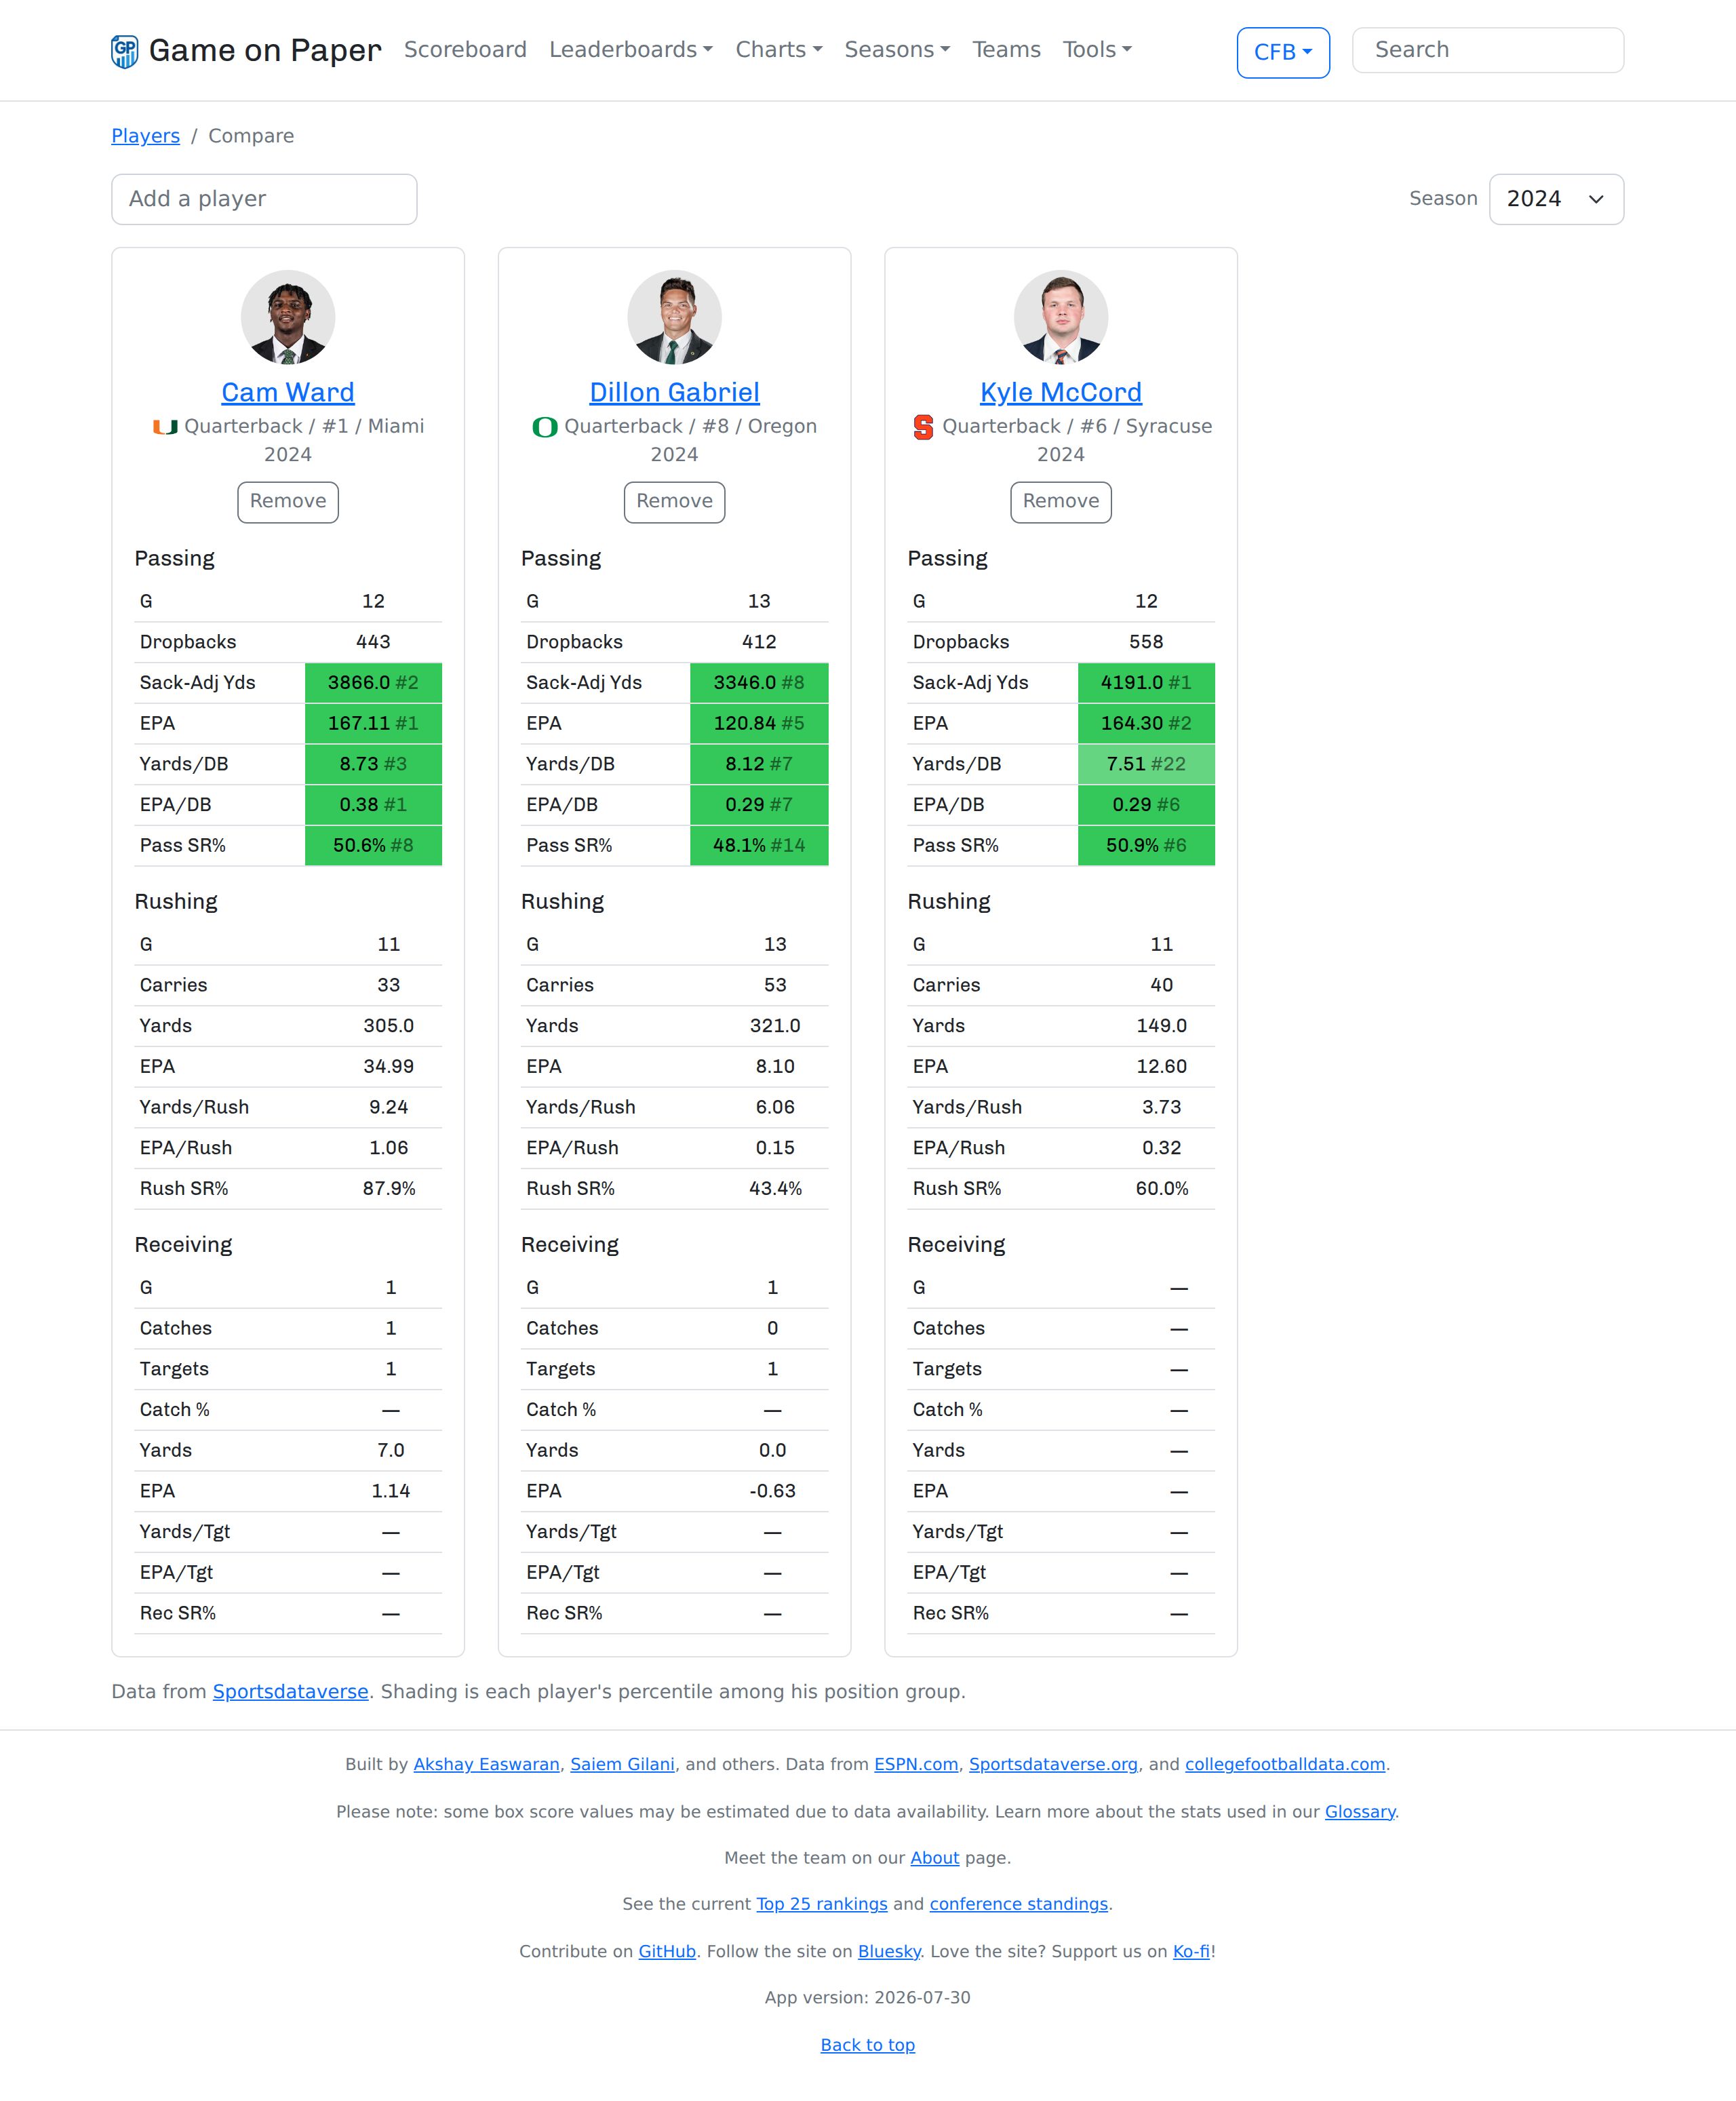 GP Game on Paper Scoreboard Leaderboards Charts Seasons Teams Tools CFB Search
Players / Compare
Add a player
Season 2024
Cam Ward
Quarterback / #1 / Miami
2024
Remove
Passing
G 12
Dropbacks 443
Sack-Adj Yds 3866.0 #2
EPA 167.11 #1
Yards/DB 8.73 #3
EPA/DB 0.38 #1
Pass SR% 50.6% #8
Rushing
G 11
Carries 33
Yards 305.0
EPA 34.99
Yards/Rush 9.24
EPA/Rush 1.06
Rush SR% 87.9%
Receiving
G 1
Catches 1
Targets 1
Catch % —
Yards 7.0
EPA 1.14
Yards/Tgt —
EPA/Tgt —
Rec SR% —
Dillon Gabriel
Quarterback / #8 / Oregon
2024
Remove
Passing
G 13
Dropbacks 412
Sack-Adj Yds 3346.0 #8
EPA 120.84 #5
Yards/DB 8.12 #7
EPA/DB 0.29 #7
Pass SR% 48.1% #14
Rushing
G 13
Carries 53
Yards 321.0
EPA 8.10
Yards/Rush 6.06
EPA/Rush 0.15
Rush SR% 43.4%
Receiving
G 1
Catches 0
Targets 1
Catch % —
Yards 0.0
EPA -0.63
Yards/Tgt —
EPA/Tgt —
Rec SR% —
Kyle McCord
S Quarterback / #6 / Syracuse
2024
Remove
Passing
G 12
Dropbacks 558
Sack-Adj Yds 4191.0 #1
EPA 164.30 #2
Yards/DB 7.51 #22
EPA/DB 0.29 #6
Pass SR% 50.9% #6
Rushing
G 11
Carries 40
Yards 149.0
EPA 12.60
Yards/Rush 3.73
EPA/Rush 0.32
Rush SR% 60.0%
Receiving
G —
Catches —
Targets —
Catch % —
Yards —
EPA —
Yards/Tgt —
EPA/Tgt —
Rec SR% —
Data from Sportsdataverse. Shading is each player's percentile among his position group.
Built by Akshay Easwaran, Saiem Gilani, and others. Data from ESPN.com, Sportsdataverse.org, and collegefootballdata.com.
Please note: some box score values may be estimated due to data availability. Learn more about the stats used in our Glossary.
Meet the team on our About page.
See the current Top 25 rankings and conference standings.
Contribute on GitHub. Follow the site on Bluesky. Love the site? Support us on Ko-fi!
App version: 2026-07-30
Back to top